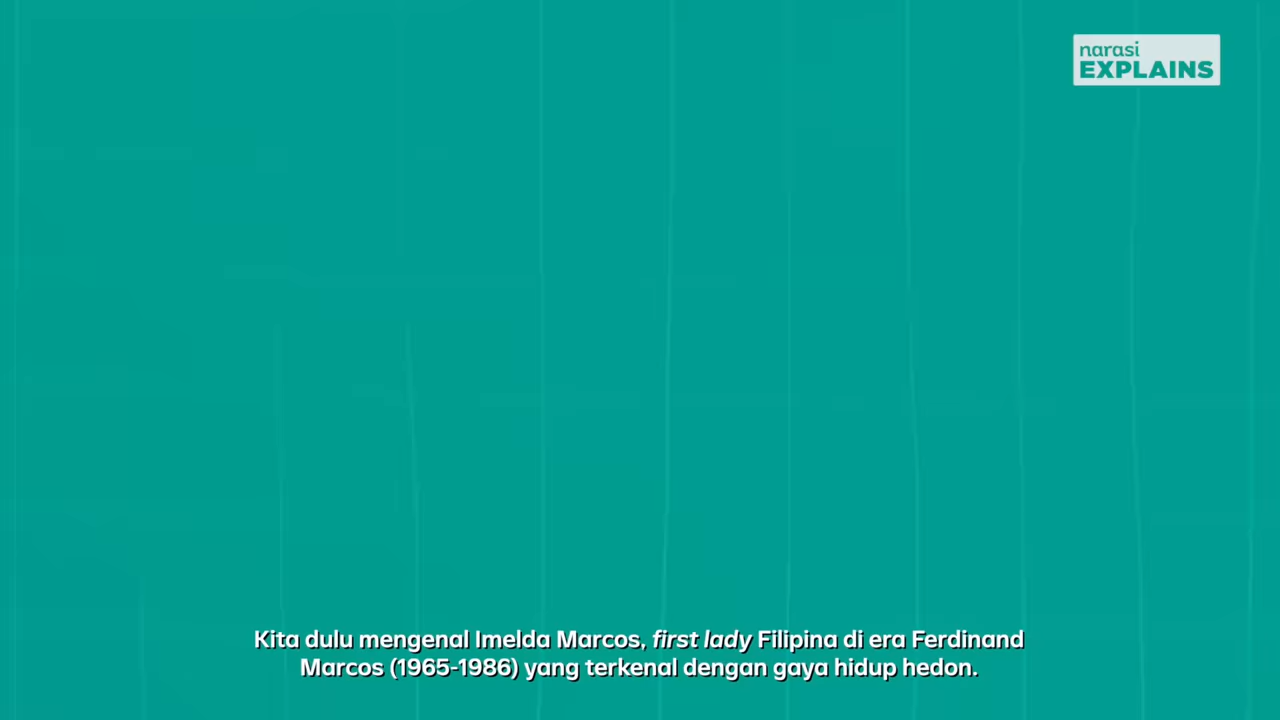 narasi
EXPLAINS
Kita dulu mengenal Imelda Marcos, first lady Filipina di era Ferdinand
Marcos (1965-1986) yang terkenal dengan gaya hidup hedon.